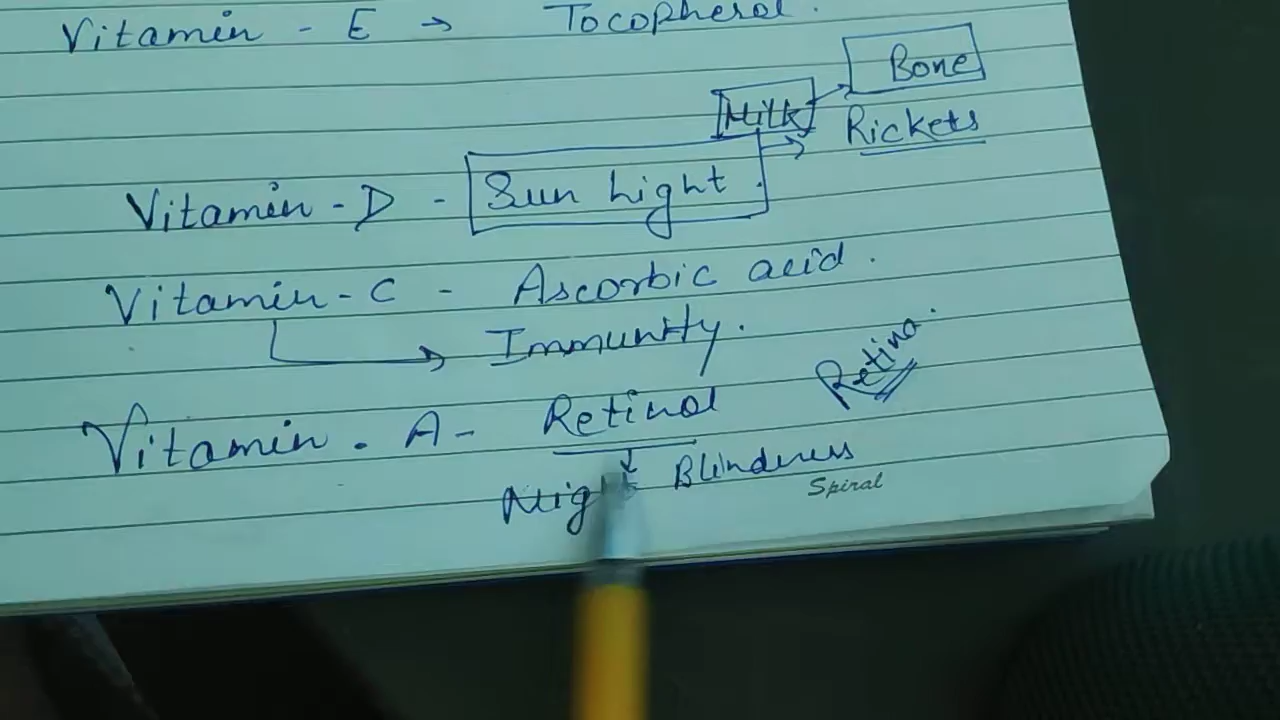 Vitamin - E → Tocopherol.
Bone
Milk
Rickets
Vitamin - D - Sun Light.
Vitamin - C - Ascorbic acid.
Immunity.
Retina.
Vitamin - A - Retinol
Blindness
Spiral